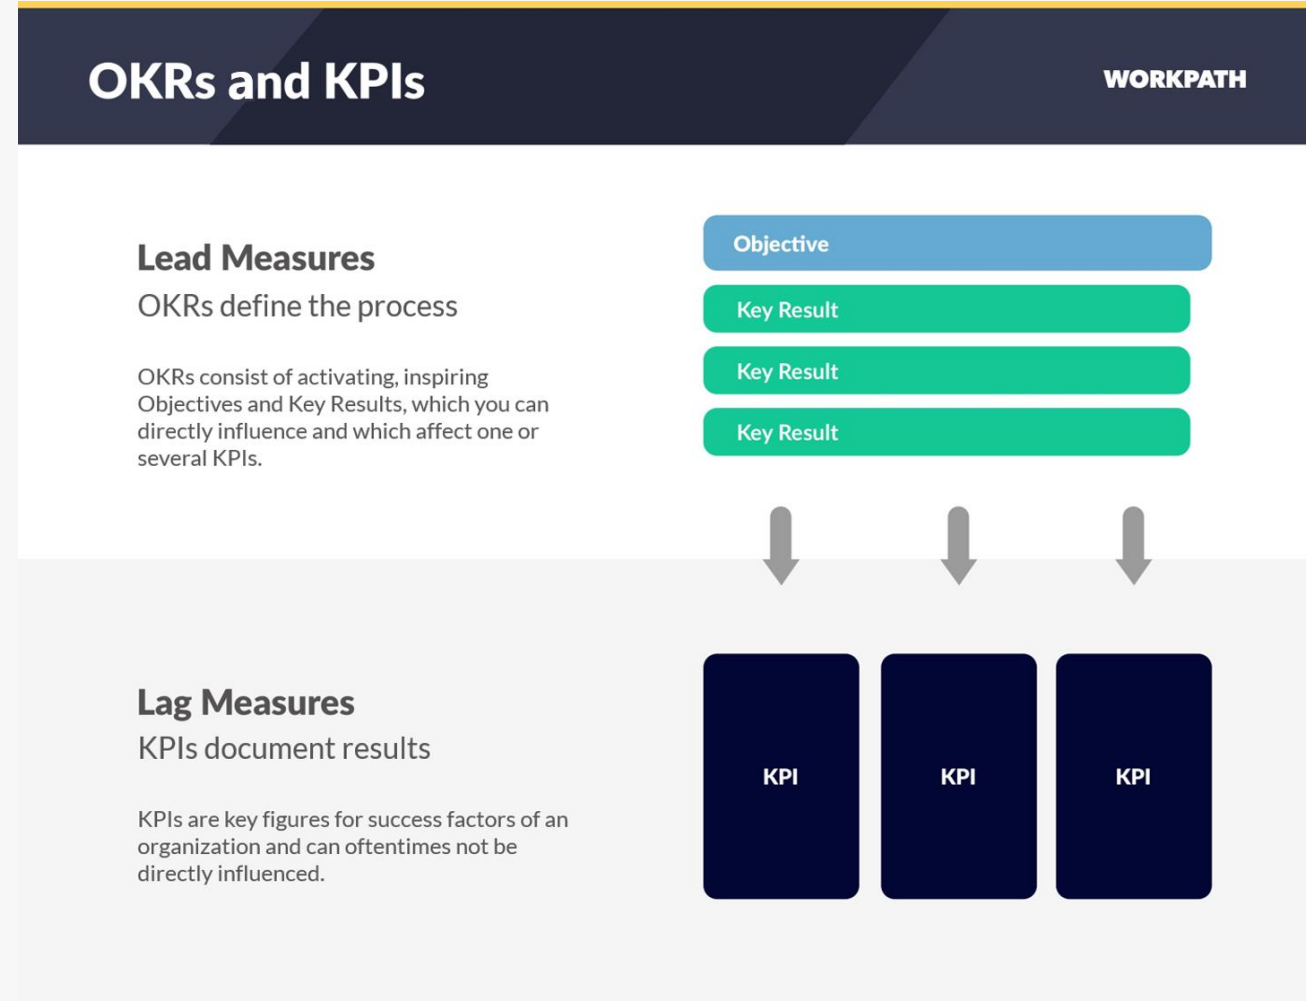 OKRs and KPIs
WORKPATH
Lead Measures
OKRs define the process
OKRs consist of activating, inspiring
Objectives and Key Results, which you can
directly influence and which affect one or
several KPIs.
Objective
Key Result
Key Result
Key Result
Lag Measures
KPIs document results
KPIs are key figures for success factors of an
organization and can oftentimes not be
directly influenced.
KPI
KPI
KPI